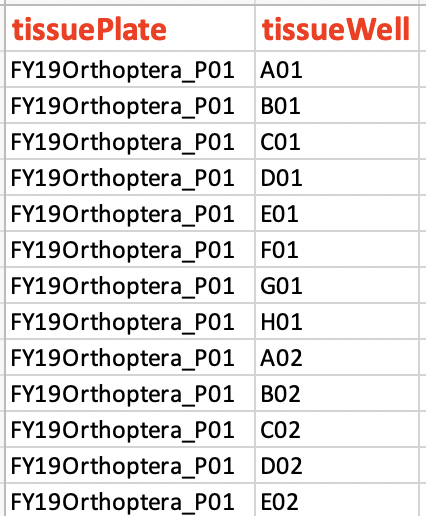 tissuePlate tissueWell
FY19Orthoptera_P01 A01
FY19Orthoptera_P01 B01
FY19Orthoptera_P01 C01
FY19Orthoptera_P01 D01
FY19Orthoptera_P01 E01
FY19Orthoptera_P01 F01
FY19Orthoptera_P01 G01
FY19Orthoptera_P01 H01
FY19Orthoptera_P01 A02
FY19Orthoptera_P01 B02
FY19Orthoptera_P01 C02
FY19Orthoptera_P01 D02
FY19Orthoptera_P01 E02